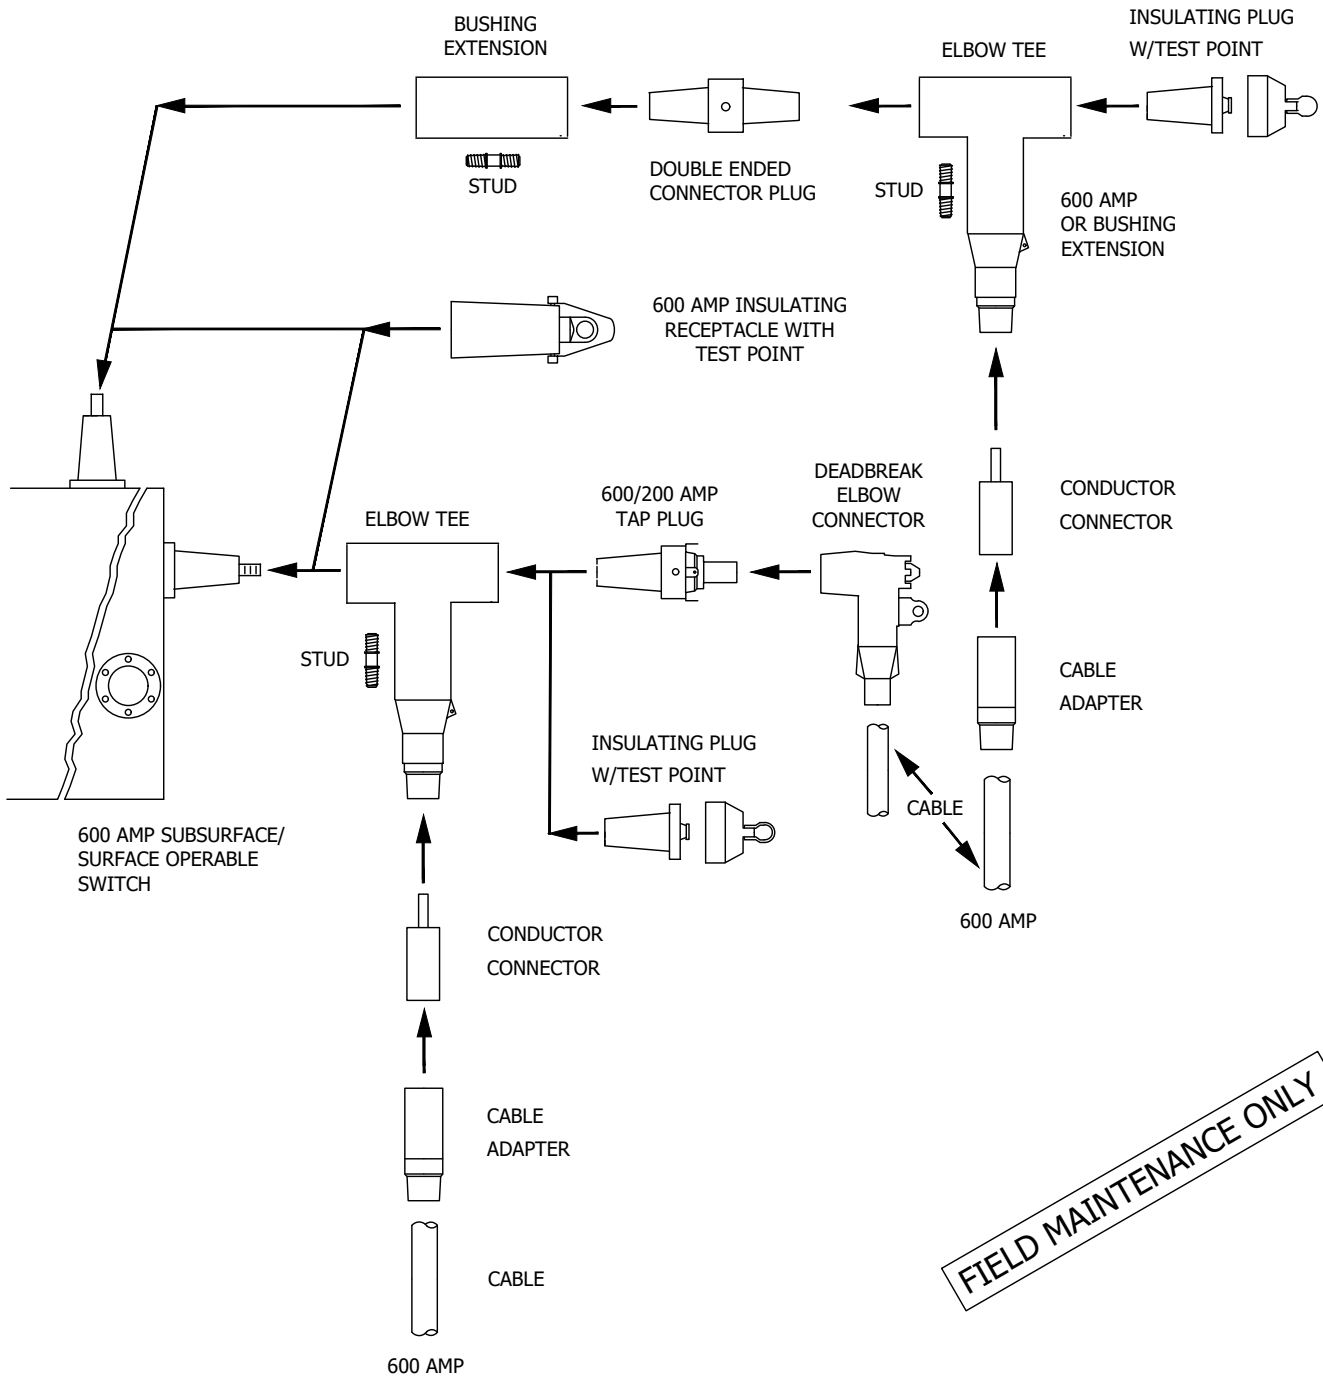 BUSHING
EXTENSION
INSULATING PLUG
W/TEST POINT
ELBOW TEE
STUD
DOUBLE ENDED
CONNECTOR PLUG
STUD
600 AMP
OR BUSHING
EXTENSION
600 AMP INSULATING
RECEPTACLE WITH
TEST POINT
DEADBREAK
ELBOW
CONNECTOR
600/200 AMP
TAP PLUG
CONDUCTOR
CONNECTOR
ELBOW TEE
STUD
CABLE
ADAPTER
INSULATING PLUG
W/TEST POINT
CABLE
600 AMP SUBSURFACE/
SURFACE OPERABLE
SWITCH
600 AMP
CONDUCTOR
CONNECTOR
CABLE
ADAPTER
FIELD MAINTENANCE ONLY
CABLE
600 AMP